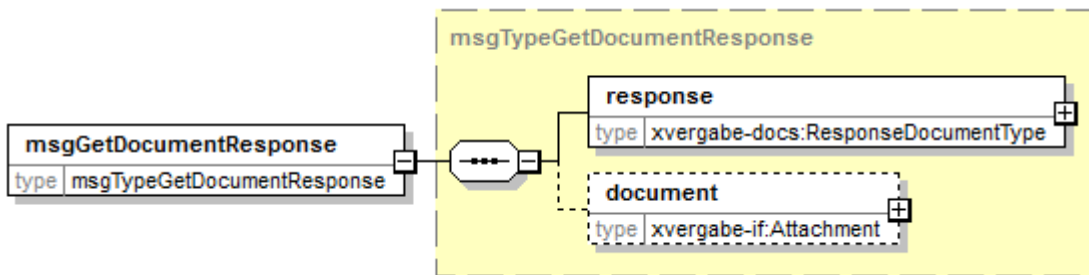 msgTypeGetDocumentResponse
response
type xvergabe-docs:ResponseDocumentType
msgGetDocumentResponse
type msgTypeGetDocumentResponse
document
type xvergabe-if:Attachment